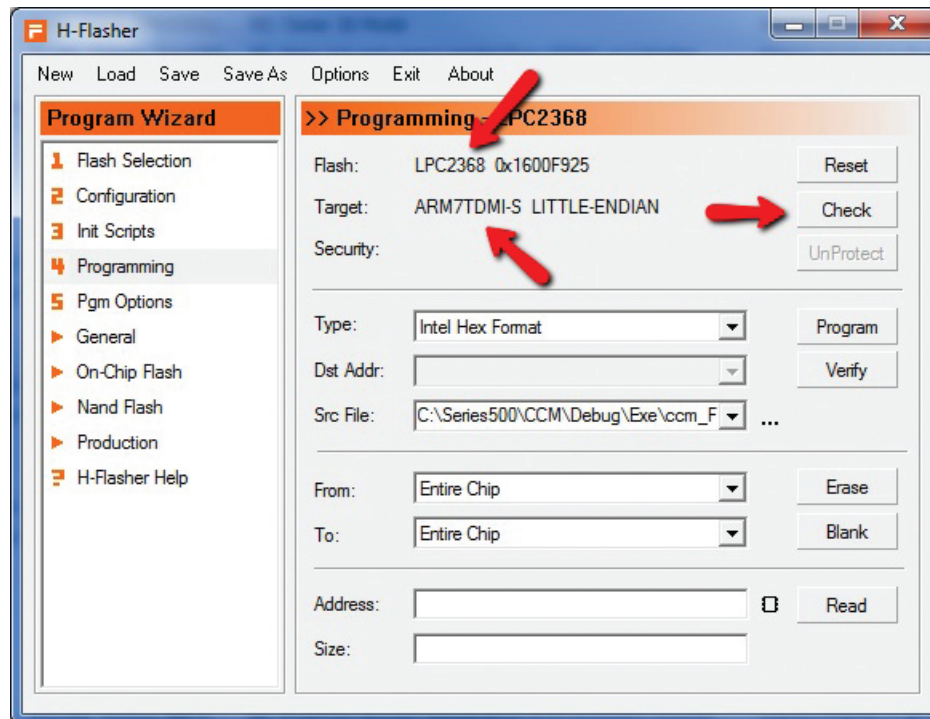 H-Flasher
New Load Save Save As Options Exit About
Program Wizard
1 Flash Selection
2 Configuration
3 Init Scripts
4 Programming
5 Pgm Options
General
On-Chip Flash
Nand Flash
Production
? H-Flasher Help
>> Programming - LPC2368
Flash: LPC2368 0x1600F925 Reset
Target: ARM7TDMI-S LITTLE-ENDIAN Check
Security: UnProtect
Type: Intel Hex Format Program
Dst Addr: Verify
Src File: C:\Series500\CCM\Debug\Exe\ccm_F ...
From: Entire Chip Erase
To: Entire Chip Blank
Address: Read
Size: